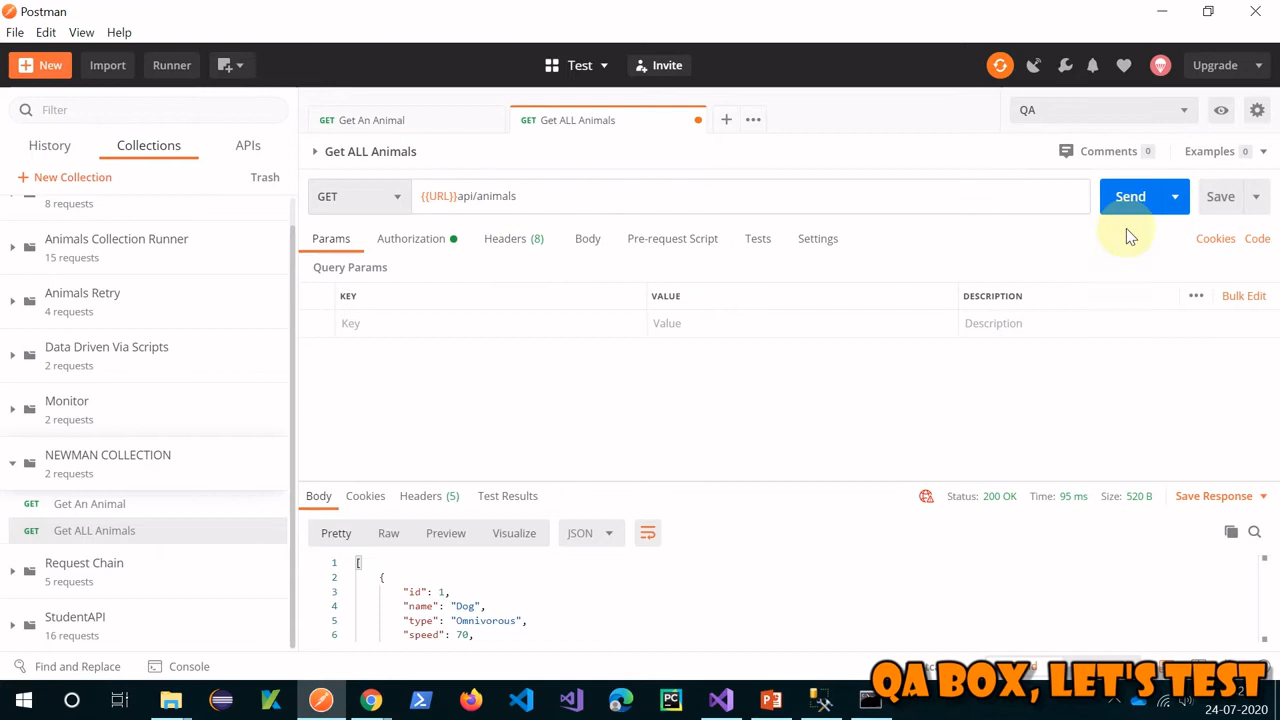 Postman
File Edit View Help
New Import Runner Test Invite Upgrade
Filter
History Collections APIs
New Collection Trash
8 requests
Animals Collection Runner
15 requests
Animals Retry
4 requests
Data Driven Via Scripts
2 requests
Monitor
2 requests
NEWMAN COLLECTION
2 requests
GET Get An Animal
GET Get ALL Animals
Request Chain
5 requests
StudentAPI
16 requests
Find and Replace Console
GET Get An Animal GET Get ALL Animals QA
Get ALL Animals Comments 0 Examples 0
GET {{URL}}api/animals Send Save
Params Authorization Headers (8) Body Pre-request Script Tests Settings Cookies Code
Query Params
KEY VALUE DESCRIPTION Bulk Edit
Key Value Description
Body Cookies Headers (5) Test Results Status: 200 OK Time: 95 ms Size: 520 B Save Response
Pretty Raw Preview Visualize JSON
1 [
2 {
3 "id": 1,
4 "name": "Dog",
5 "type": "Omnivorous",
6 "speed": 70,
QA BOX, LET'S TEST
PC
24-07-2020